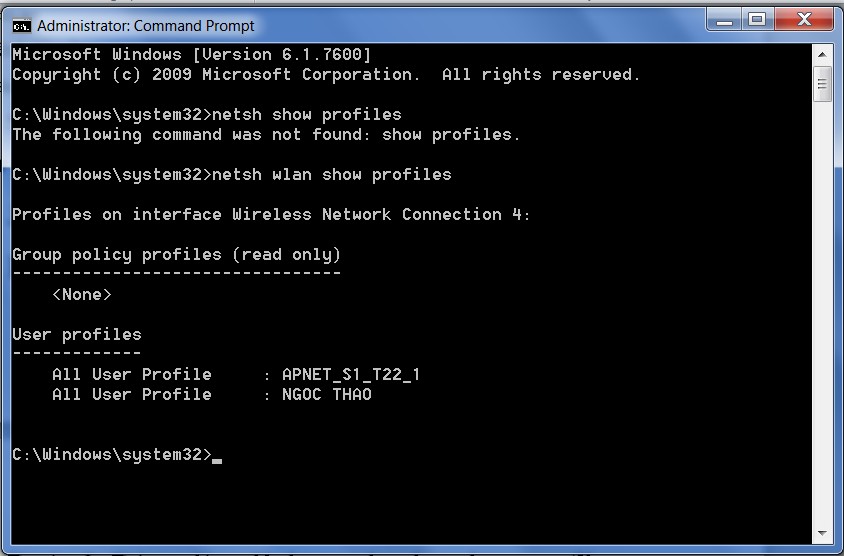 Administrator: Command Prompt
Microsoft Windows [Version 6.1.7600]
Copyright (c) 2009 Microsoft Corporation.  All rights reserved.
C:\Windows\system32>netsh show profiles
The following command was not found: show profiles.
C:\Windows\system32>netsh wlan show profiles
Profiles on interface Wireless Network Connection 4:
Group policy profiles (read only)
---------------------------------
    <None>
User profiles
-------------
    All User Profile     : APNET_S1_T22_1
    All User Profile     : NGOC THAO
C:\Windows\system32>_